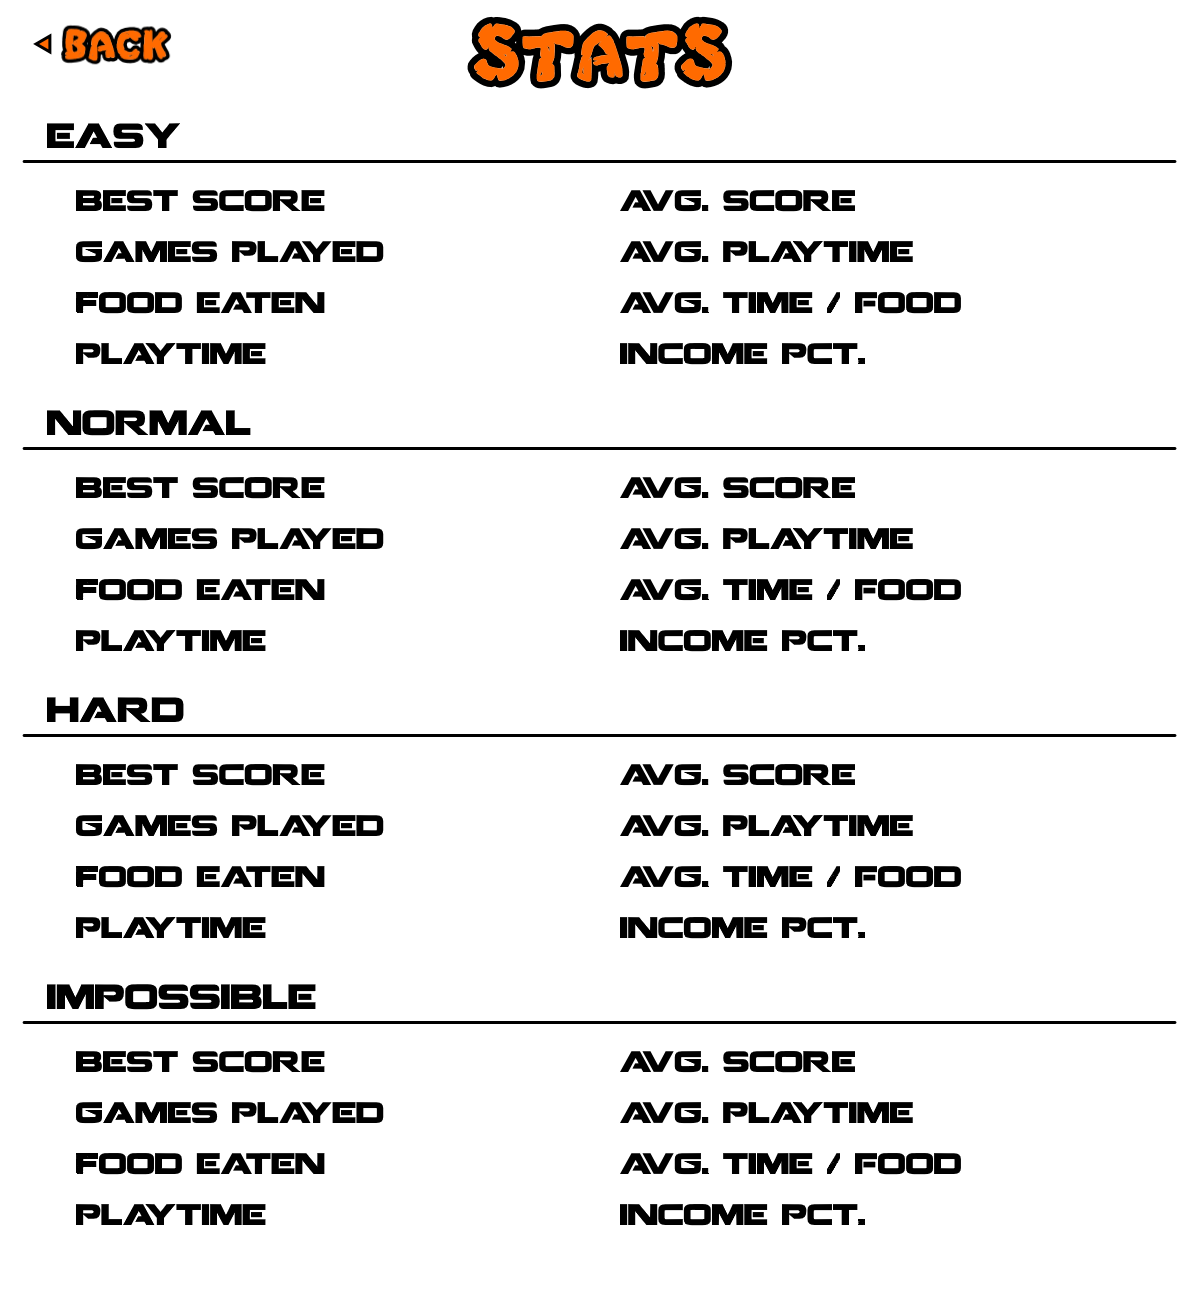 BACK
STATS
EASY
BEST SCORE
AVG. SCORE
GAMES PLAYED
AVG. PLAYTIME
FOOD EATEN
AVG. TIME / FOOD
PLAYTIME
INCOME PCT.
NORMAL
BEST SCORE
AVG. SCORE
GAMES PLAYED
AVG. PLAYTIME
FOOD EATEN
AVG. TIME / FOOD
PLAYTIME
INCOME PCT.
HARD
BEST SCORE
AVG. SCORE
GAMES PLAYED
AVG. PLAYTIME
FOOD EATEN
AVG. TIME / FOOD
PLAYTIME
INCOME PCT.
IMPOSSIBLE
BEST SCORE
AVG. SCORE
GAMES PLAYED
AVG. PLAYTIME
FOOD EATEN
AVG. TIME / FOOD
PLAYTIME
INCOME PCT.